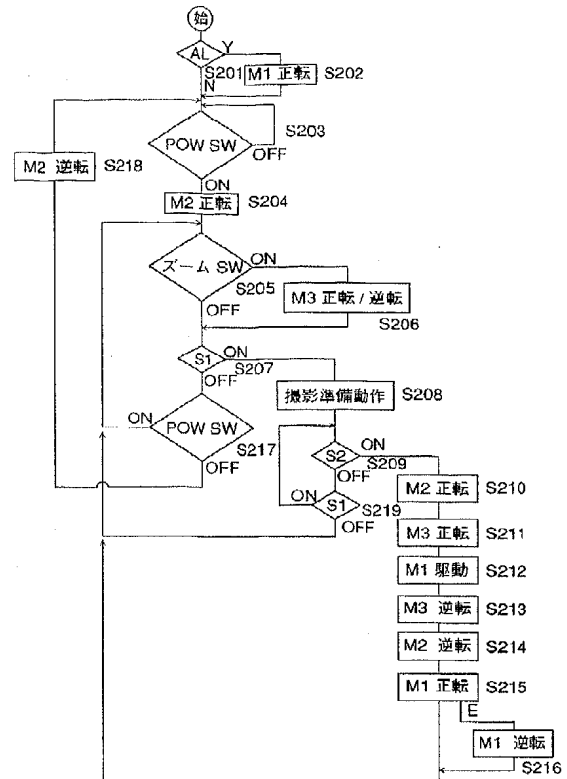 始
AL
Y
S201
N
M1 正転
S202
POW SW
S203
OFF
ON
M2 逆転
S218
M2 正転
S204
ズーム SW
ON
S205
OFF
M3 正転 / 逆転
S206
S1
ON
S207
OFF
撮影準備動作
S208
ON
POW SW
S217
OFF
S2
ON
S209
OFF
ON
S1
S219
OFF
M2 正転
S210
M3 正転
S211
M1 駆動
S212
M3 逆転
S213
M2 逆転
S214
M1 正転
S215
E
M1 逆転
S216